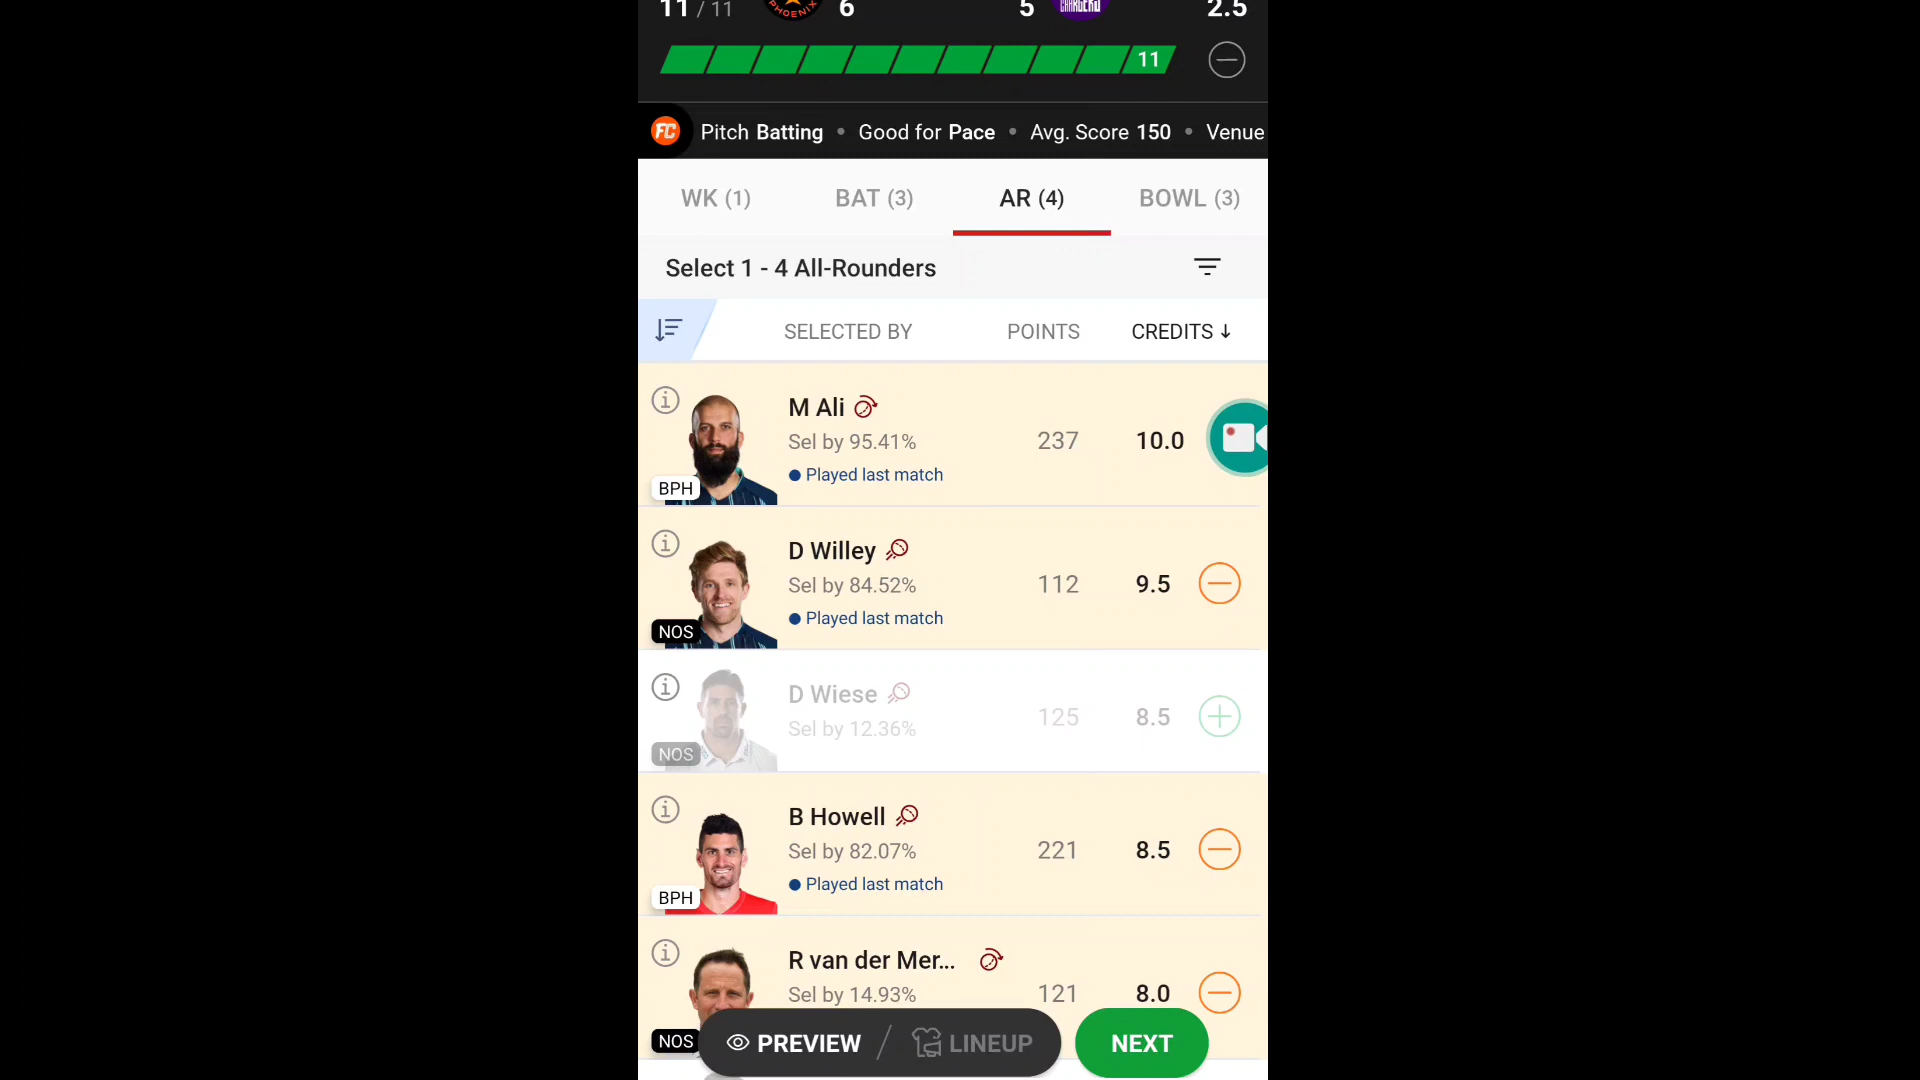 11 / 11 PHOENIX 6 5 CHARGERS 2.5
11
FC Pitch Batting • Good for Pace • Avg. Score 150 • Venue
WK (1) BAT (3) AR (4) BOWL (3)
Select 1 - 4 All-Rounders
SELECTED BY POINTS CREDITS ↓
M Ali
Sel by 95.41% 237 10.0
Played last match
BPH
D Willey
Sel by 84.52% 112 9.5
Played last match
NOS
D Wiese
Sel by 12.36% 125 8.5
NOS
B Howell
Sel by 82.07% 221 8.5
Played last match
BPH
R van der Mer...
Sel by 14.93% 121 8.0
NOS
PREVIEW / LINEUP NEXT